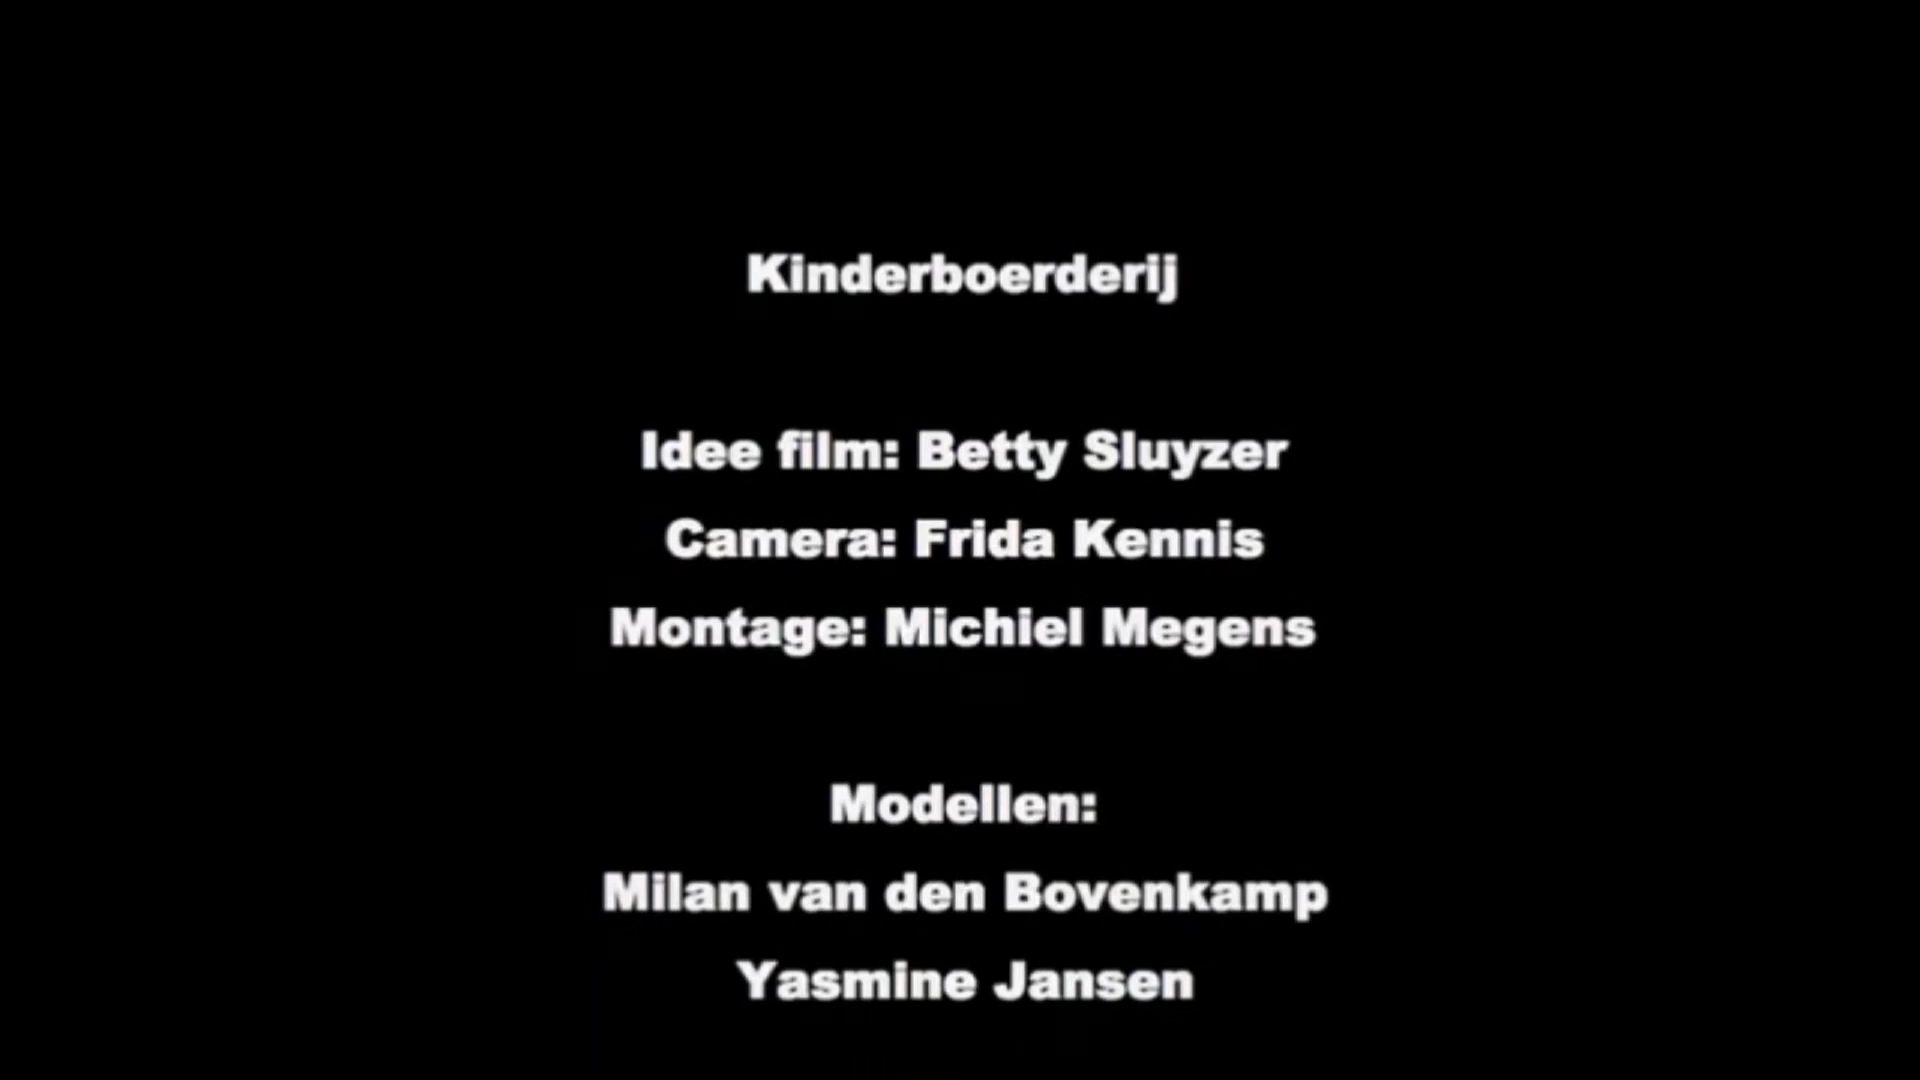 Kinderboerderij
Idee film: Betty Sluyzer
Camera: Frida Kennis
Montage: Michiel Megens
Modellen:
Milan van den Bovenkamp
Yasmine Jansen